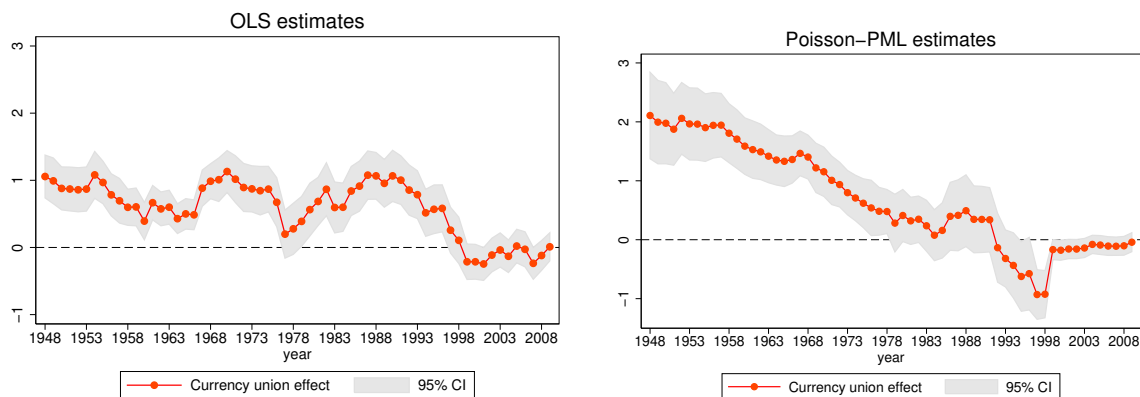 OLS estimates
3
2
1
0
−1
1948 1953 1958 1963 1968 1973 1978 1983 1988 1993 1998 2003 2008
year
Currency union effect 95% CI
Poisson−PML estimates
3
2
1
0
−1
1948 1953 1958 1963 1968 1973 1978 1983 1988 1993 1998 2003 2008
year
Currency union effect 95% CI